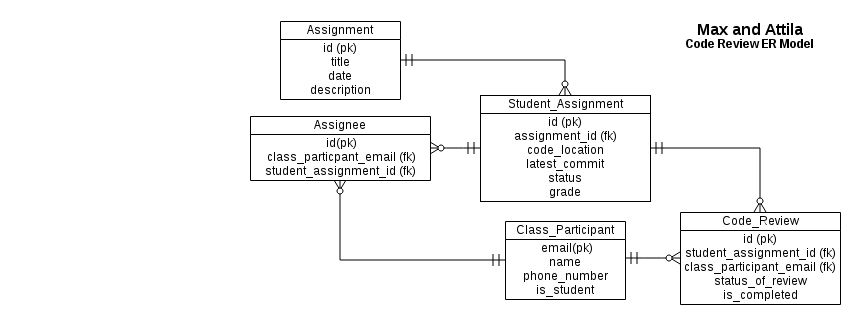 Max and Attila
Code Review ER Model
Assignment
id (pk)
title
date
description
Student_Assignment
id (pk)
assignment_id (fk)
code_location
latest_commit
status
grade
Assignee
id(pk)
class_particpant_email (fk)
student_assignment_id (fk)
Class_Participant
email(pk)
name
phone_number
is_student
Code_Review
id (pk)
student_assignment_id (fk)
class_participant_email (fk)
status_of_review
is_completed